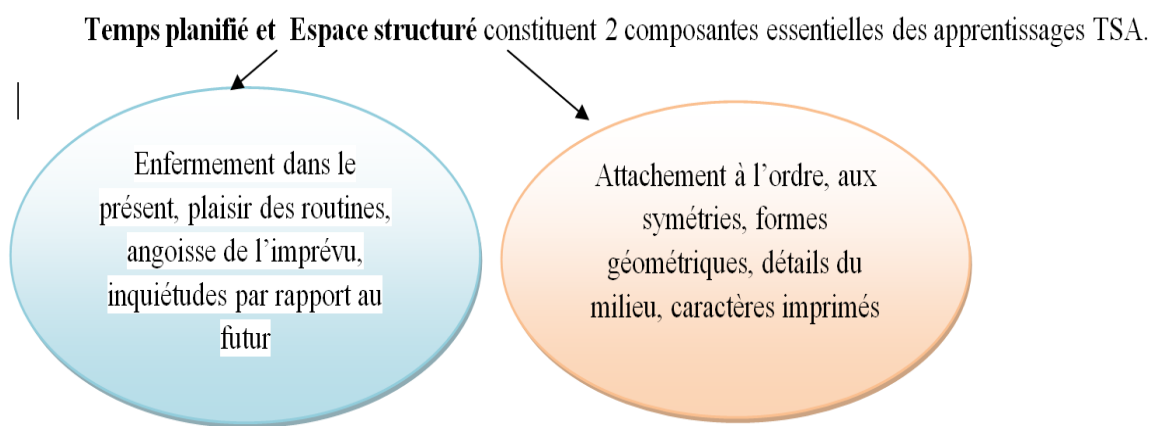 Temps planifié et Espace structuré constituent 2 composantes essentielles des apprentissages TSA.
Enfermement dans le
présent, plaisir des routines,
angoisse de l’imprévu,
inquiétudes par rapport au
futur
Attachement à l’ordre, aux
symétries, formes
géométriques, détails du
milieu, caractères imprimés